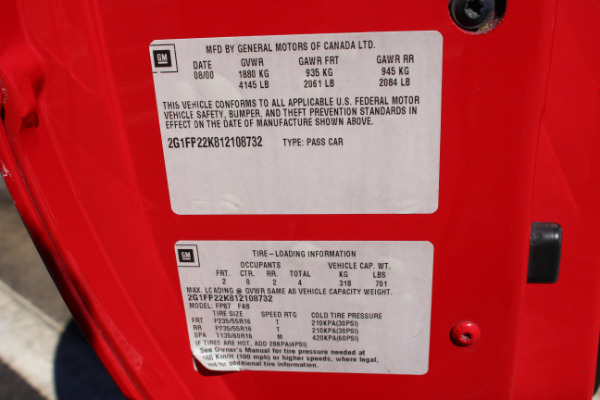 GM
MFD BY GENERAL MOTORS OF CANADA LTD.
DATE GVWR GAWR FRT GAWR RR
08/00 1880 KG 935 KG 945 KG
4145 LB 2061 LB 2084 LB
THIS VEHICLE CONFORMS TO ALL APPLICABLE U.S. FEDERAL MOTOR
VEHICLE SAFETY, BUMPER, AND THEFT PREVENTION STANDARDS IN
EFFECT ON THE DATE OF MANUFACTURE SHOWN ABOVE.
2G1FP22K812108732 TYPE: PASS CAR
GM
TIRE-LOADING INFORMATION
OCCUPANTS VEHICLE CAP. WT.
FRT. CTR. RR. TOTAL KG LBS
2 0 2 4 318 701
MAX. LOADING @ GVWR SAME AS VEHICLE CAPACITY WEIGHT.
2G1FP22K812108732
MODEL: FP87 FAB
TIRE SIZE SPEED RTG COLD TIRE PRESSURE
FRT P235/55R16 T 210KPA(30PSI)
RR P235/55R16 T 210KPA(30PSI)
SPA T135/60R16 M 420KPA(60PSI)
(IF TIRES ARE HOT, ADD 28KPA(4PSI)
See Owner's Manual for tire pressure needed at
160 Km/H (100 mph) or higher speeds, where legal,
and for additional tire information.